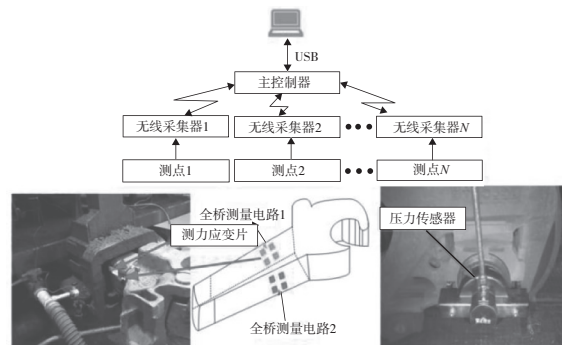 USB
主控制器
无线采集器1
无线采集器2
无线采集器N
测点1
测点2
测点N
全桥测量电路1
测力应变片
压力传感器
全桥测量电路2